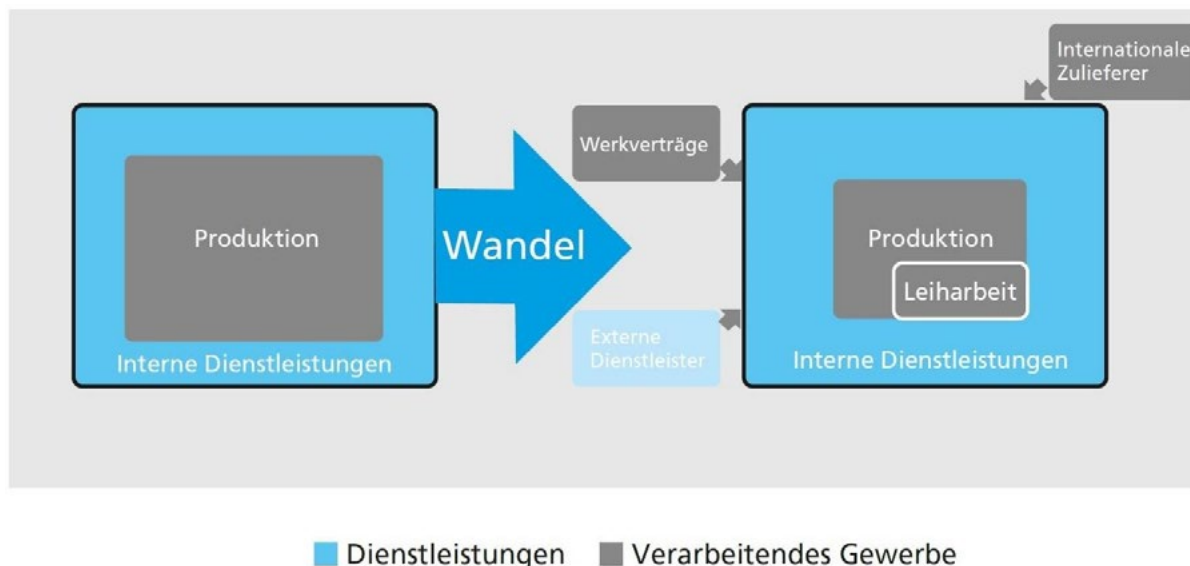 Internationale
Zulieferer
Werkverträge
Produktion
Interne Dienstleistungen
Wandel
Externe
Dienstleister
Produktion
Leiharbeit
Interne Dienstleistungen
Dienstleistungen
Verarbeitendes Gewerbe